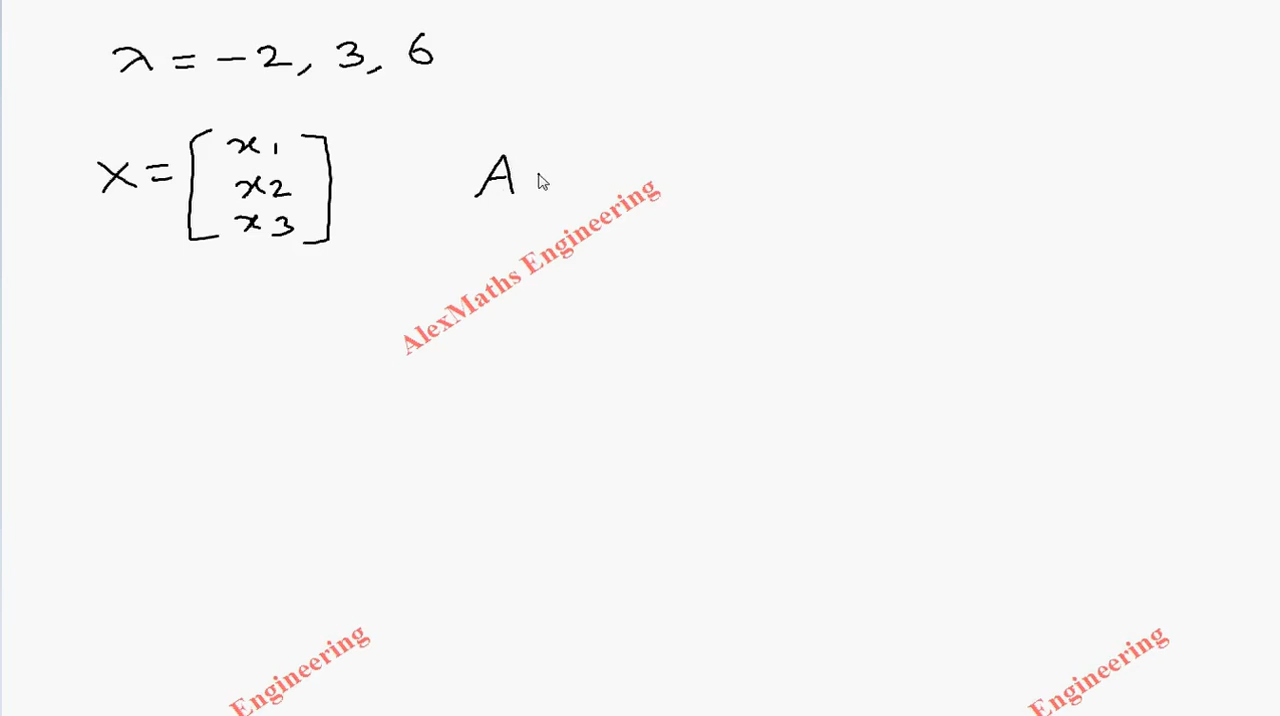 λ = -2, 3, 6
X = [ x1
x2
x3 ]
A
AlexMaths Engineering
Engineering
Engineering